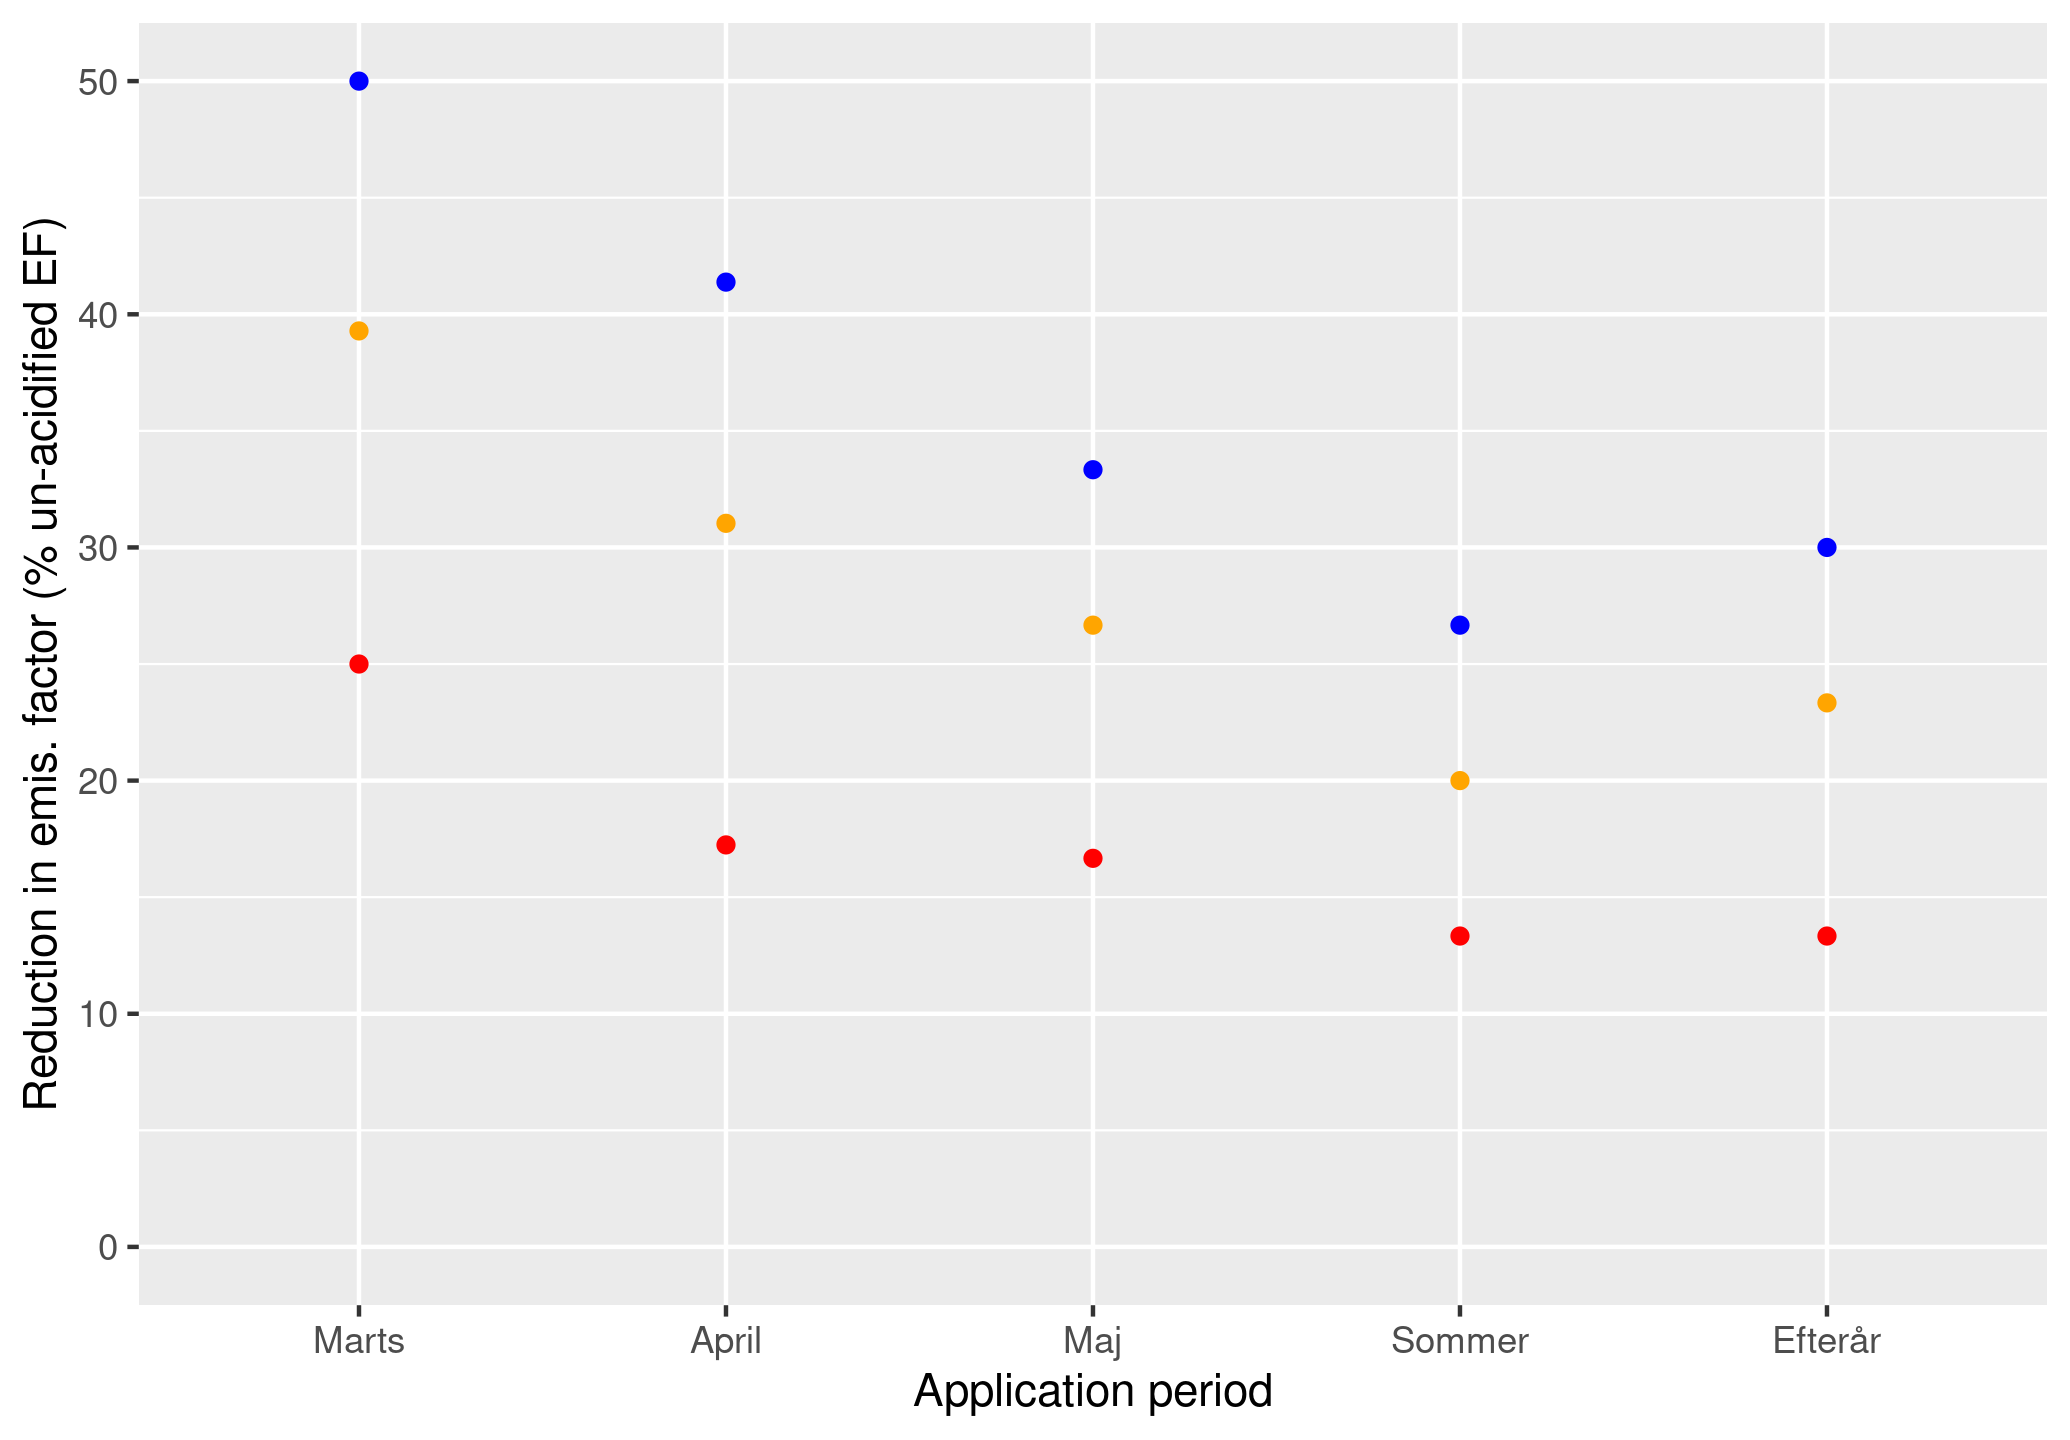 Reduction in emis. factor (% un-acidified EF)
50
40
30
20
10
0
Marts April Maj Sommer Efterår
Application period